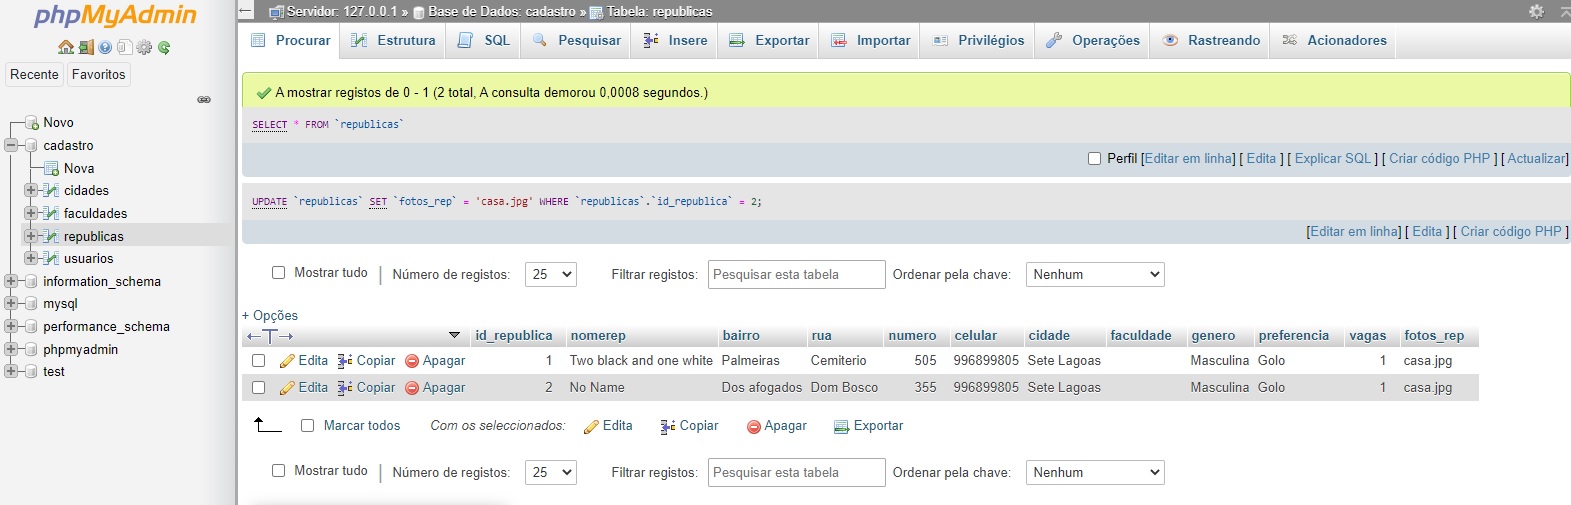 phpMyAdmin
Recente Favoritos
Novo
cadastro
Nova
cidades
faculdades
republicas
usuarios
information_schema
mysql
performance_schema
phpmyadmin
test
Servidor: 127.0.0.1 » Base de Dados: cadastro » Tabela: republicas
Procurar Estrutura SQL Pesquisar Insere Exportar Importar Privilégios Operações Rastreando Acionadores
A mostrar registos de 0 - 1 (2 total, A consulta demorou 0,0008 segundos.)
SELECT * FROM `republicas`
Perfil [Editar em linha] [ Edita ] [ Explicar SQL ] [ Criar código PHP ] [ Actualizar]
UPDATE `republicas` SET `fotos_rep` = 'casa.jpg' WHERE `republicas`.`id_republica` = 2;
[Editar em linha] [ Edita ] [ Criar código PHP ]
Mostrar tudo | Número de registos: 25 Filtrar registos: Pesquisar esta tabela Ordenar pela chave: Nenhum
+ Opções
←T→ id_republica nomerep bairro rua numero celular cidade faculdade genero preferencia vagas fotos_rep
Edita Copiar Apagar 1 Two black and one white Palmeiras Cemiterio 505 996899805 Sete Lagoas Masculina Golo 1 casa.jpg
Edita Copiar Apagar 2 No Name Dos afogados Dom Bosco 355 996899805 Sete Lagoas Masculina Golo 1 casa.jpg
Marcar todos Com os seleccionados: Edita Copiar Apagar Exportar
Mostrar tudo | Número de registos: 25 Filtrar registos: Pesquisar esta tabela Ordenar pela chave: Nenhum